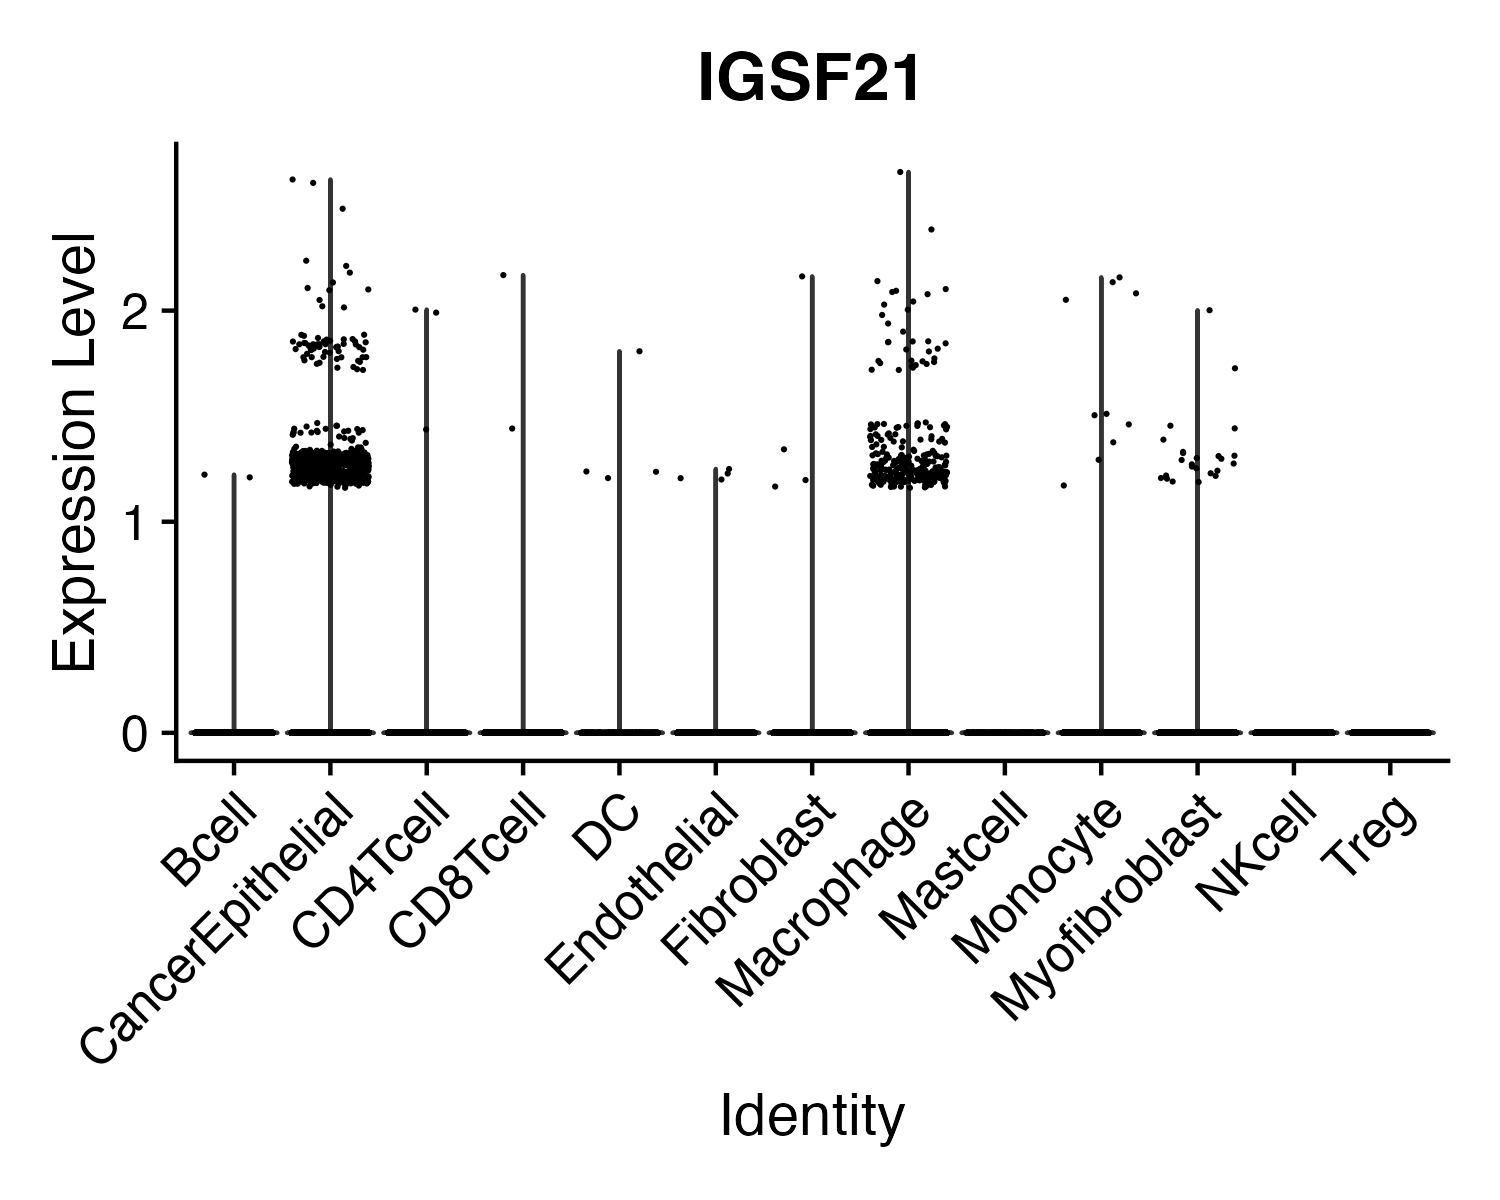 IGSF21
Expression Level
2
1
0
Bcell
CancerEpithelial
CD4Tcell
CD8Tcell
DC
Endothelial
Fibroblast
Macrophage
Mastcell
Monocyte
Myofibroblast
NKcell
Treg
Identity